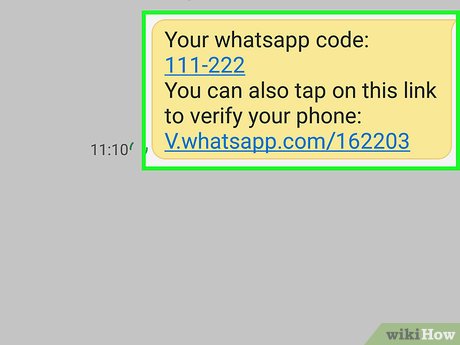 Your whatsapp code:
111-222
You can also tap on this link
to verify your phone:
V.whatsapp.com/162203
11:10
wikiHow